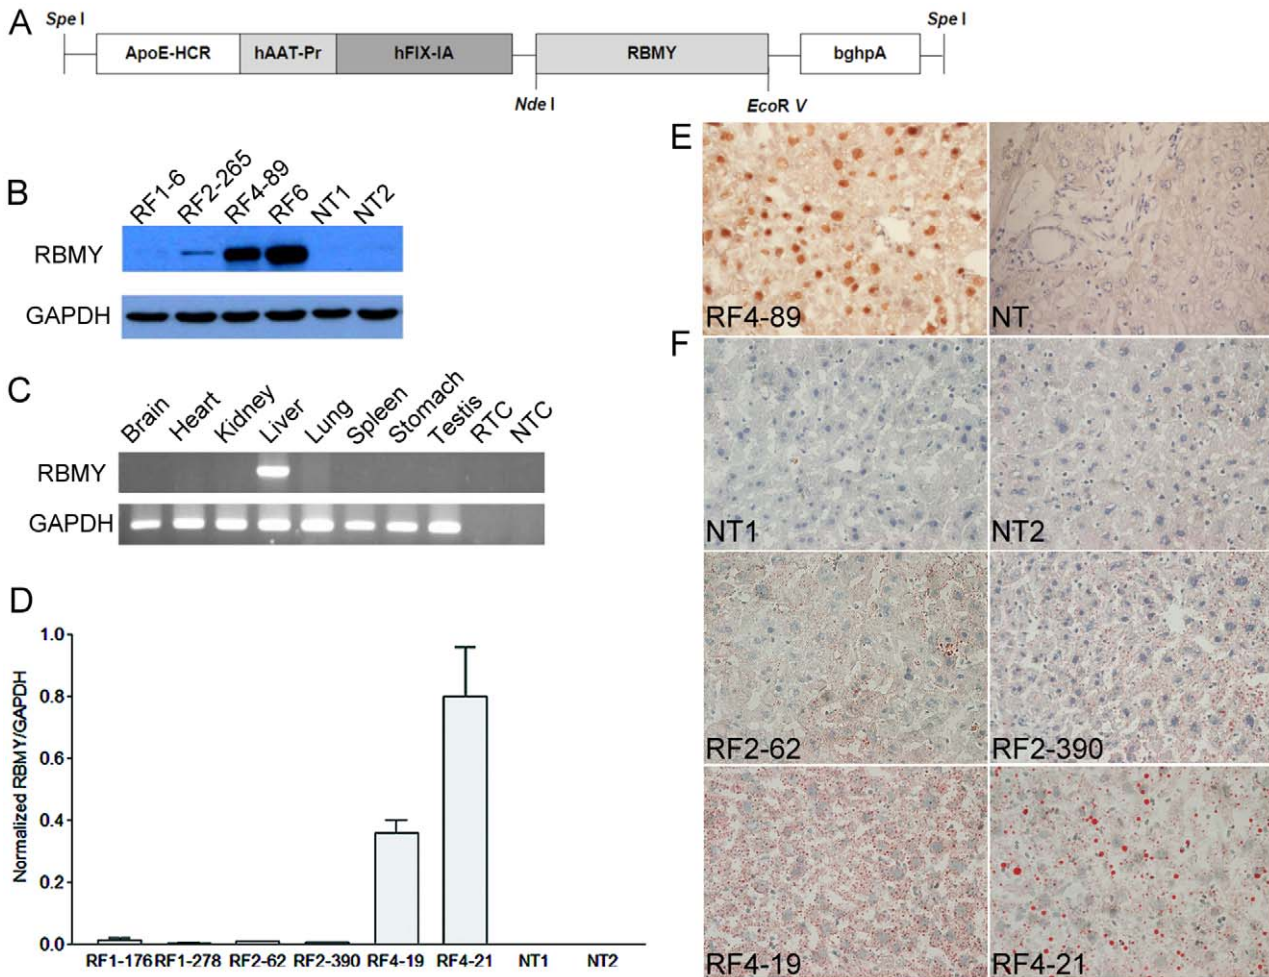 A
Spe I
Spe I
ApoE-HCR
hAAT-Pr
hFIX-IA
RBMY
bghpA
Nde I
EcoR V
B
RF1-6
RF2-265
RF4-89
RF6
NT1
NT2
RBMY
GAPDH
C
Brain
Heart
Kidney
Liver
Lung
Spleen
Stomach
Testis
RTC
NTC
RBMY
GAPDH
D
Normalized RBMY/GAPDH
1.0
0.8
0.6
0.4
0.2
0.0
RF1-176
RF1-278
RF2-62
RF2-390
RF4-19
RF4-21
NT1
NT2
E
RF4-89
NT
F
NT1
NT2
RF2-62
RF2-390
RF4-19
RF4-21